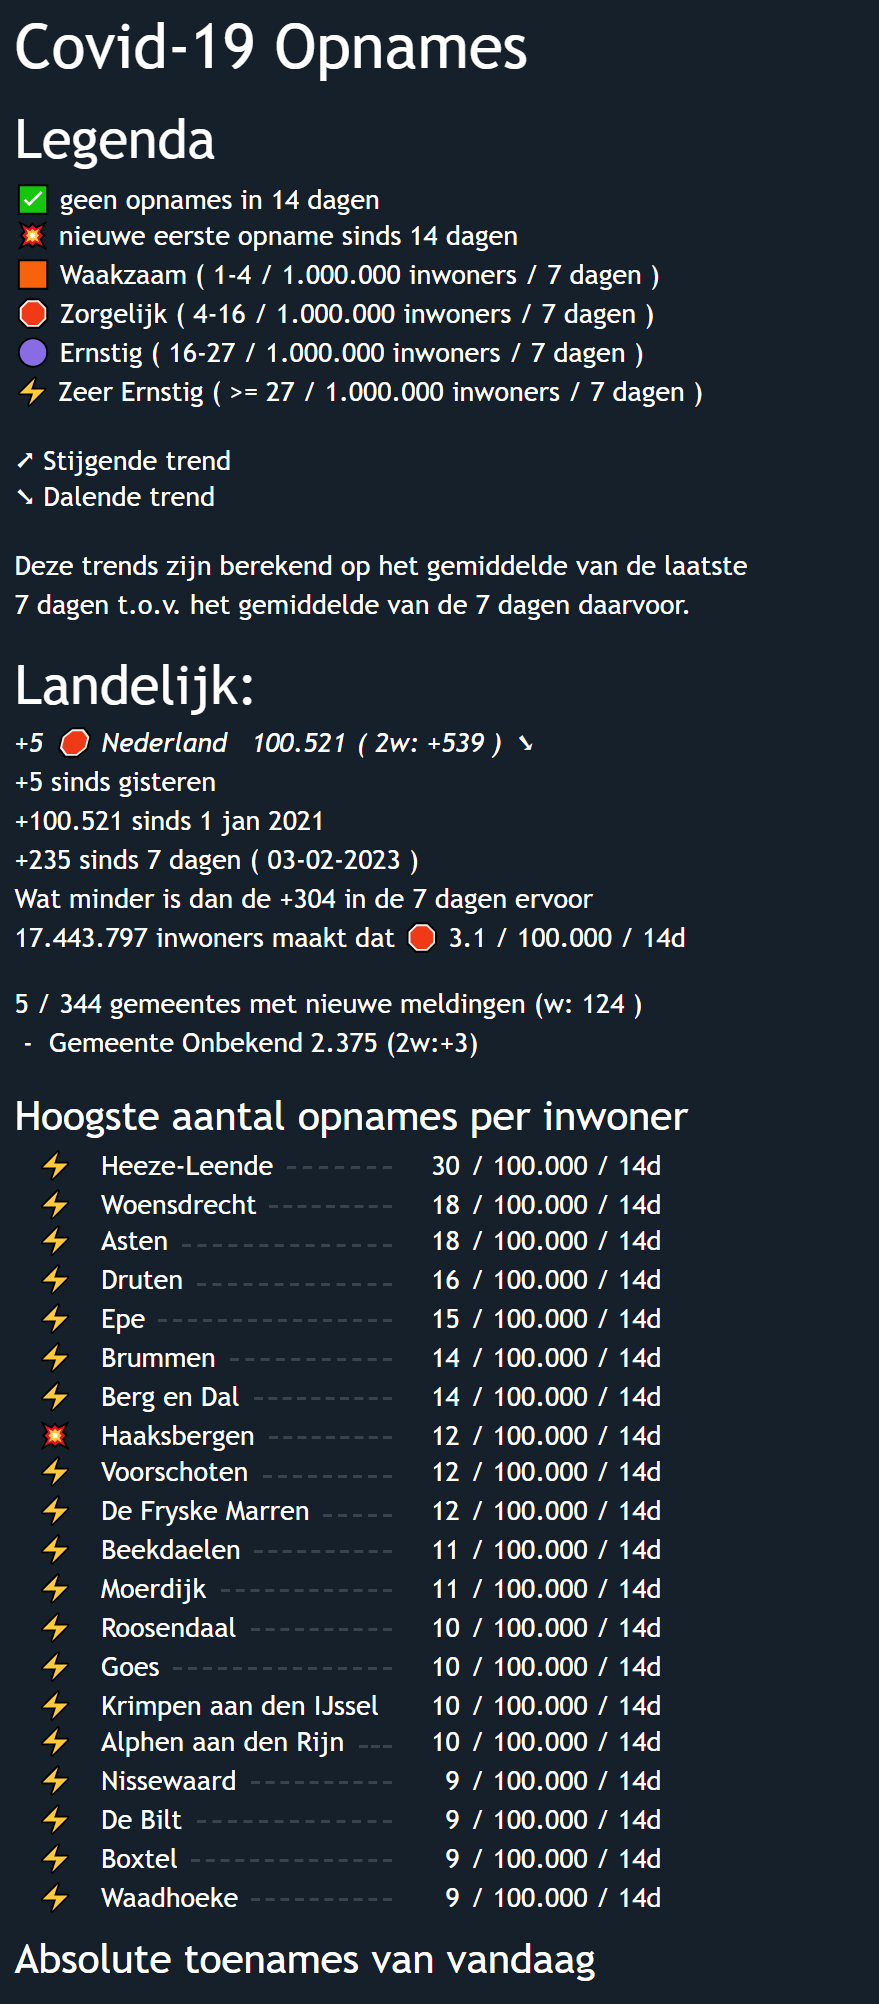 Covid-19 Opnames
Legenda
✅ geen opnames in 14 dagen
💥 nieuwe eerste opname sinds 14 dagen
🟧 Waakzaam ( 1-4 / 1.000.000 inwoners / 7 dagen )
🛑 Zorgelijk ( 4-16 / 1.000.000 inwoners / 7 dagen )
🟣 Ernstig ( 16-27 / 1.000.000 inwoners / 7 dagen )
⚡ Zeer Ernstig ( >= 27 / 1.000.000 inwoners / 7 dagen )
➚ Stijgende trend
➘ Dalende trend
Deze trends zijn berekend op het gemiddelde van de laatste
7 dagen t.o.v. het gemiddelde van de 7 dagen daarvoor.
Landelijk:
+5 🛑 Nederland 100.521 ( 2w: +539 ) ➘
+5 sinds gisteren
+100.521 sinds 1 jan 2021
+235 sinds 7 dagen ( 03-02-2023 )
Wat minder is dan de +304 in de 7 dagen ervoor
17.443.797 inwoners maakt dat 🛑 3.1 / 100.000 / 14d
5 / 344 gemeentes met nieuwe meldingen (w: 124 )
- Gemeente Onbekend 2.375 (2w:+3)
Hoogste aantal opnames per inwoner
⚡ Heeze-Leende -------- 30 / 100.000 / 14d
⚡ Woensdrecht --------- 18 / 100.000 / 14d
⚡ Asten ---------------- 18 / 100.000 / 14d
⚡ Druten --------------- 16 / 100.000 / 14d
⚡ Epe ------------------ 15 / 100.000 / 14d
⚡ Brummen ------------ 14 / 100.000 / 14d
⚡ Berg en Dal ---------- 14 / 100.000 / 14d
💥 Haaksbergen --------- 12 / 100.000 / 14d
⚡ Voorschoten ---------- 12 / 100.000 / 14d
⚡ De Fryske Marren ----- 12 / 100.000 / 14d
⚡ Beekdaelen ---------- 11 / 100.000 / 14d
⚡ Moerdijk ------------- 11 / 100.000 / 14d
⚡ Roosendaal ----------- 10 / 100.000 / 14d
⚡ Goes ----------------- 10 / 100.000 / 14d
⚡ Krimpen aan den IJssel 10 / 100.000 / 14d
⚡ Alphen aan den Rijn --- 10 / 100.000 / 14d
⚡ Nissewaard ----------- 9 / 100.000 / 14d
⚡ De Bilt --------------- 9 / 100.000 / 14d
⚡ Boxtel --------------- 9 / 100.000 / 14d
⚡ Waadhoeke ----------- 9 / 100.000 / 14d
Absolute toenames van vandaag